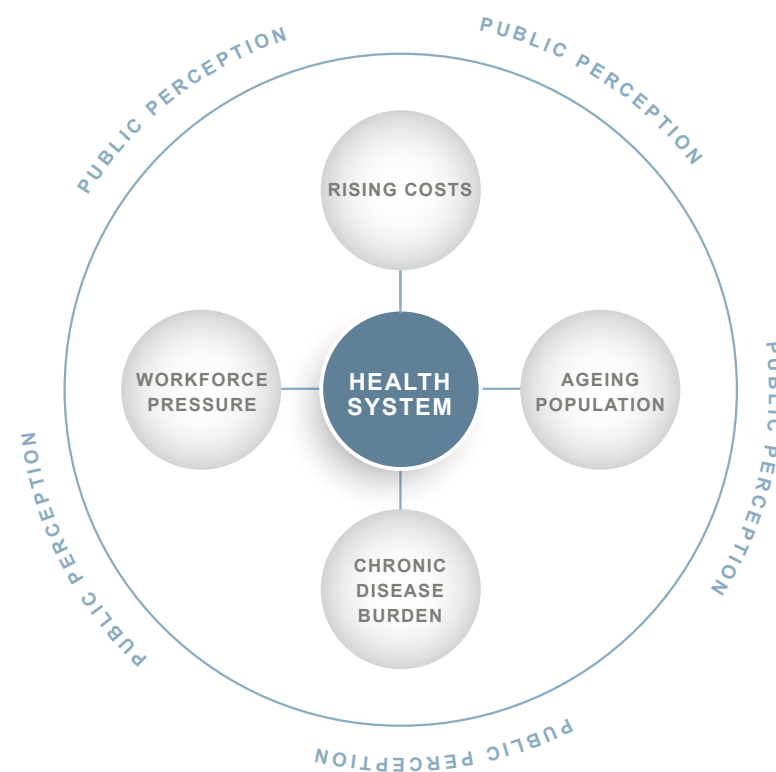 PUBLIC PERCEPTION
PUBLIC PERCEPTION
RISING COSTS
WORKFORCE
PRESSURE
HEALTH
SYSTEM
AGEING
POPULATION
PUBLIC PERCEPTION
PUBLIC PERCEPTION
CHRONIC
DISEASE
BURDEN
PUBLIC PERCEPTION